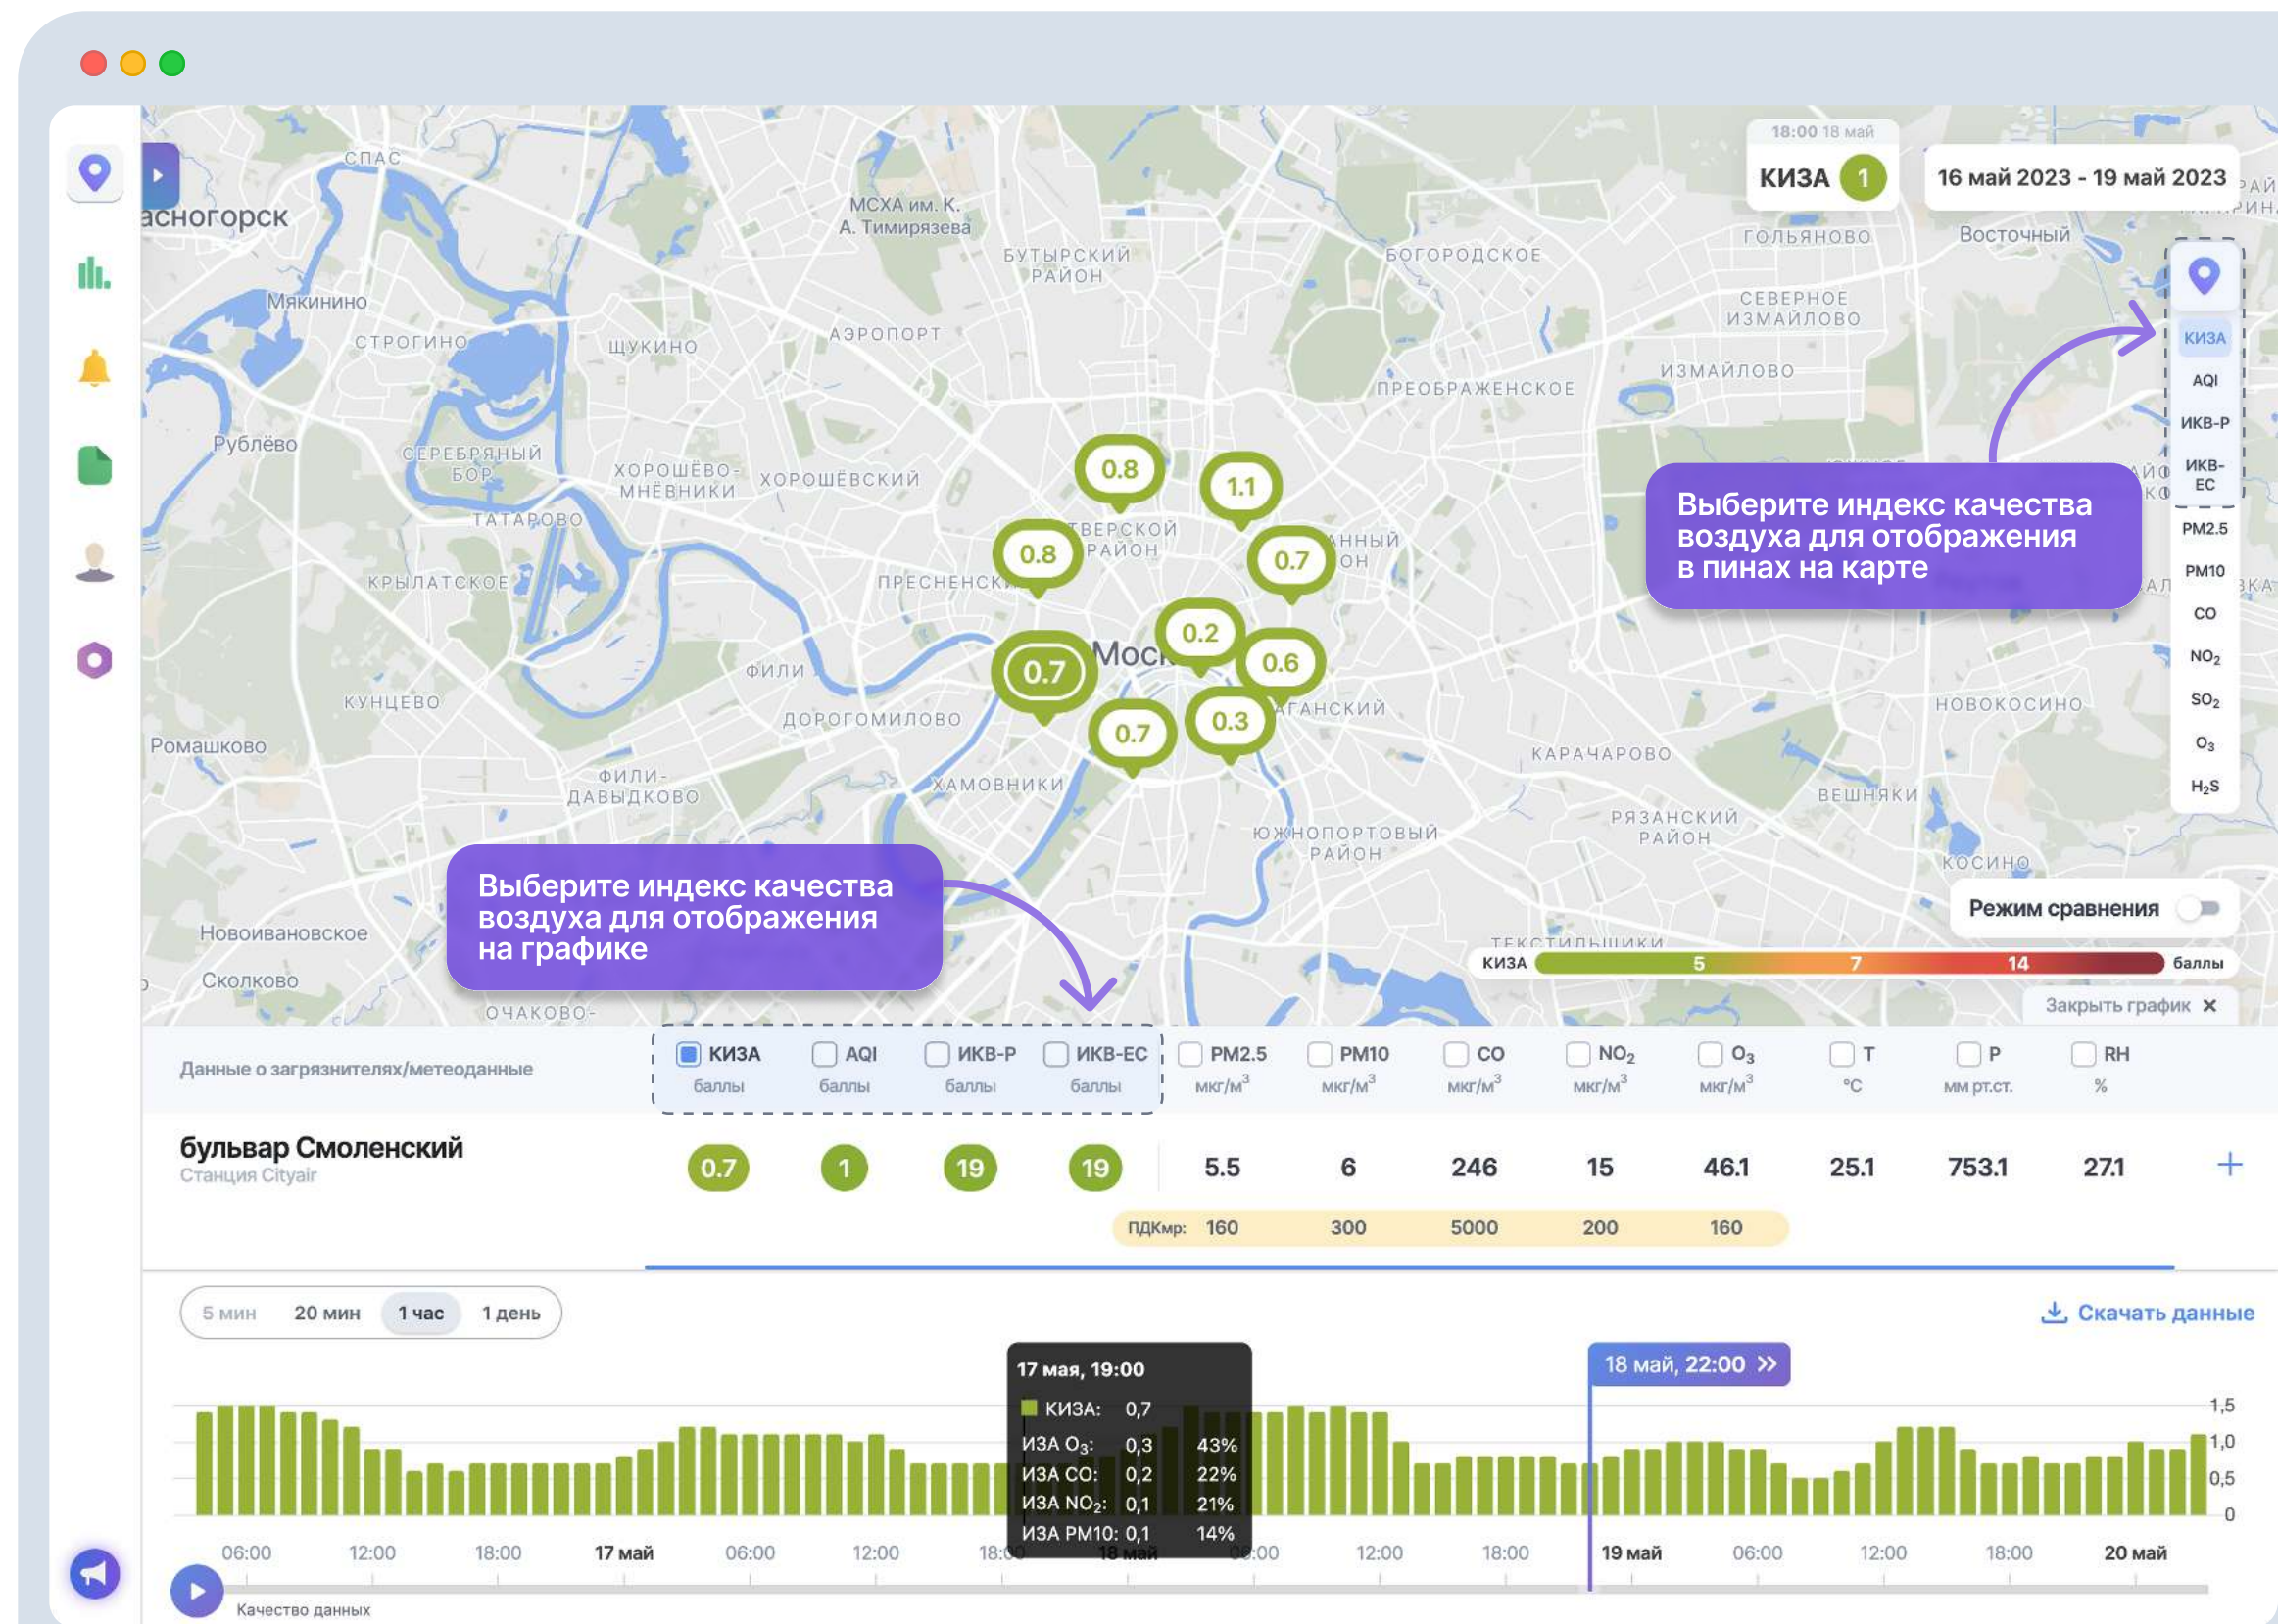 18:00 18 май
КИЗА 1
16 май 2023 - 19 май 2023
СПАС
асногорск
МСХА им. К.
А. Тимирязева
БУТЫРСКИЙ
РАЙОН
БОГОРОДСКОЕ
ГОЛЬЯНОВО
Восточный
Мякинино
СТРОГИНО
ЩУКИНО
АЭРОПОРТ
СЕВЕРНОЕ
ИЗМАЙЛОВО
ИЗМАЙЛОВО
ПРЕОБРАЖЕНСКОЕ
КИЗА
AQI
ИКВ-Р
ИКВ-
ЕС
PM2.5
PM10
CO
NO₂
SO₂
O₃
H₂S
Рублёво
СЕРЕБРЯНЫЙ
БОР
ХОРОШЁВО-
МНЁВНИКИ
ХОРОШЁВСКИЙ
ТАТАРОВО
КРЫЛАТСКОЕ
ТВЕРСКОЙ
РАЙОН
ПРЕСНЕНСКИ
АННЫЙ
ОН
0.8
1.1
0.8
0.7
0.2
0.7
0.6
0.7
0.3
Выберите индекс качества
воздуха для отображения
в пинах на карте
Моск
ФИЛИ
КУНЦЕВО
ДОРОГОМИЛОВО
АГАНСКИЙ
НОВОКОСИНО
Ромашково
ФИЛИ-
ДАВЫДКОВО
ХАМОВНИКИ
КАРАЧАРОВО
ВЕШНЯКИ
РЯЗАНСКИЙ
РАЙОН
ЮЖНОПОРТОВЫЙ
РАЙОН
КОСИНО
Выберите индекс качества
воздуха для отображения
на графике
Новоивановское
Сколково
ОЧАКОВО-
ТЕКСТИЛЬЩИКИ
Режим сравнения
КИЗА 5 7 14 баллы
Закрыть график ×
Данные о загрязнителях/метеоданные
КИЗА AQI ИКВ-Р ИКВ-ЕС PM2.5 PM10 CO NO₂ O₃ T P RH
баллы баллы баллы баллы мкг/м³ мкг/м³ мкг/м³ мкг/м³ мкг/м³ °C мм рт.ст. %
бульвар Смоленский
Станция Cityair
0.7 1 19 19 5.5 6 246 15 46.1 25.1 753.1 27.1 +
ПДКмр: 160 300 5000 200 160
5 мин 20 мин 1 час 1 день
Скачать данные
17 мая, 19:00
КИЗА: 0,7
ИЗА O₃: 0,3 43%
ИЗА CO: 0,2 22%
ИЗА NO₂: 0,1 21%
ИЗА PM10: 0,1 14%
18 май, 22:00 »
1,5
1,0
0,5
0
06:00 12:00 18:00 17 май 06:00 12:00 18:00 18 май 06:00 12:00 18:00 19 май 06:00 12:00 18:00 20 май
Качество данных